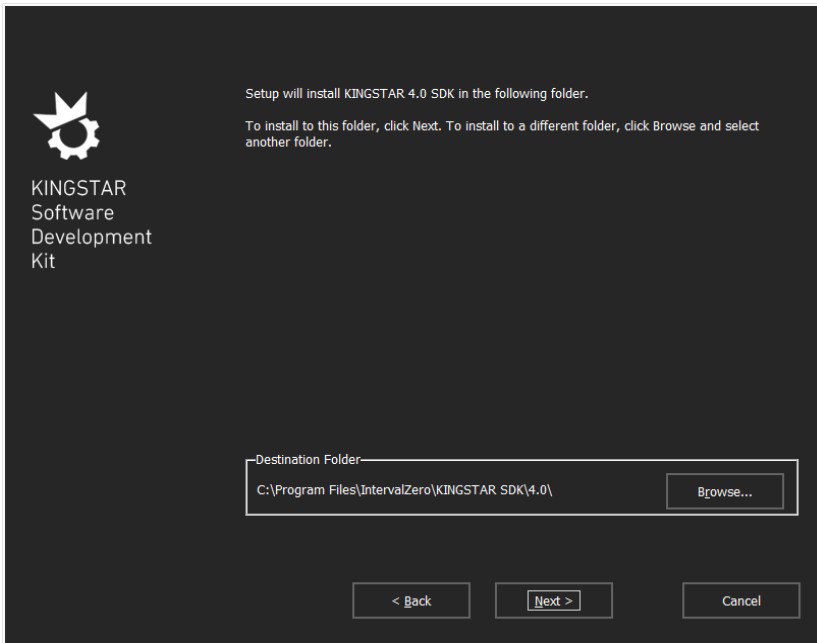 Setup will install KINGSTAR 4.0 SDK in the following folder.
To install to this folder, click Next. To install to a different folder, click Browse and select
another folder.
KINGSTAR
Software
Development
Kit
Destination Folder
C:\Program Files\IntervalZero\KINGSTAR SDK\4.0\
Browse...
< Back
Next >
Cancel